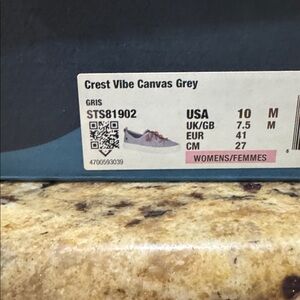 Crest Vibe Canvas Grey
GRIS
STS81902
4700593039
USA 10 M
UK/GB 7.5 M
EUR 41
CM 27
WOMENS/FEMMES